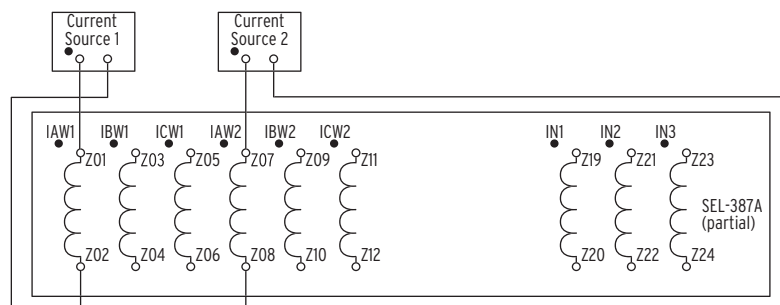 Current
Source 1
Current
Source 2
IAW1 IBW1 ICW1 IAW2 IBW2 ICW2 IN1 IN2 IN3
Z01 Z03 Z05 Z07 Z09 Z11 Z19 Z21 Z23
SEL-387A
(partial)
Z02 Z04 Z06 Z08 Z10 Z12 Z20 Z22 Z24